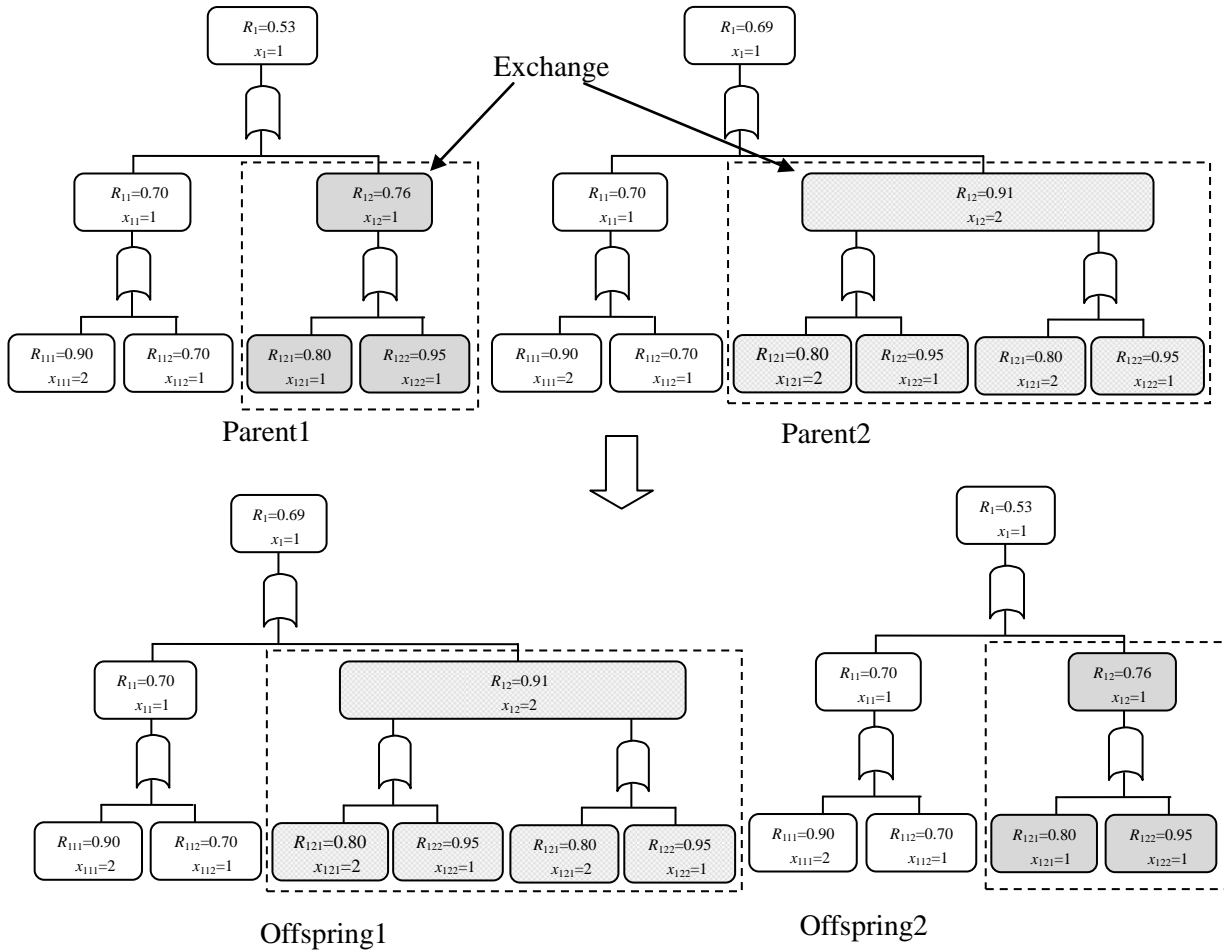 R1=0.53
x1=1
R1=0.69
x1=1
Exchange
R11=0.70
x11=1
R12=0.76
x12=1
R11=0.70
x11=1
R12=0.91
x12=2
R111=0.90
x111=2
R112=0.70
x112=1
R121=0.80
x121=1
R122=0.95
x122=1
R111=0.90
x111=2
R112=0.70
x112=1
R121=0.80
x121=2
R122=0.95
x122=1
R121=0.80
x121=2
R122=0.95
x122=1
Parent1
Parent2
R1=0.69
x1=1
R1=0.53
x1=1
R11=0.70
x11=1
R12=0.91
x12=2
R11=0.70
x11=1
R12=0.76
x12=1
R111=0.90
x111=2
R112=0.70
x112=1
R121=0.80
x121=2
R122=0.95
x122=1
R121=0.80
x121=2
R122=0.95
x122=1
R111=0.90
x111=2
R112=0.70
x112=1
R121=0.80
x121=1
R122=0.95
x122=1
Offspring1
Offspring2